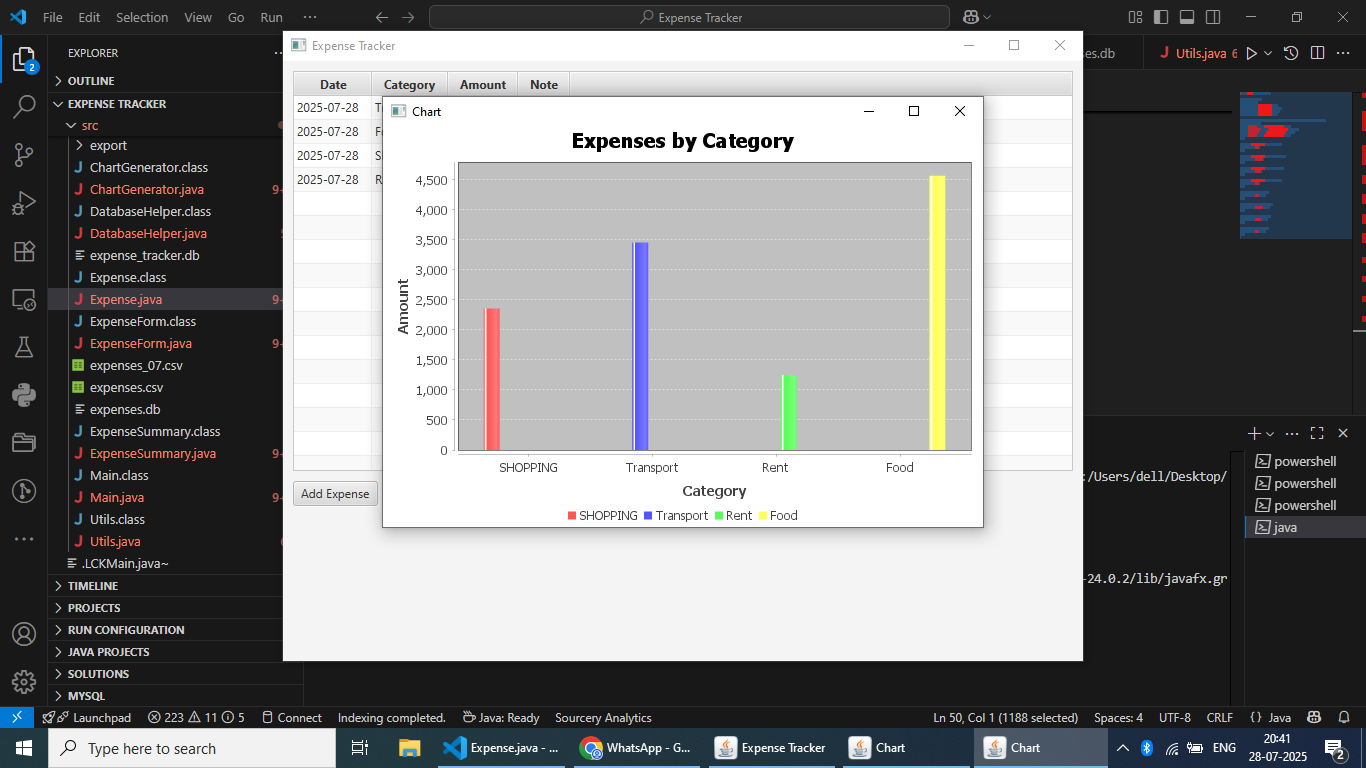 File Edit Selection View Go Run ··· Expense Tracker
EXPLORER
OUTLINE
EXPENSE TRACKER
src
export
ChartGenerator.class
ChartGenerator.java 9+
DatabaseHelper.class
DatabaseHelper.java
expense_tracker.db
Expense.class
Expense.java 9+
ExpenseForm.class
ExpenseForm.java 9+
expenses_07.csv
expenses.csv
expenses.db
ExpenseSummary.class
ExpenseSummary.java 9+
Main.class
Main.java 9+
Utils.class
Utils.java
.LCKMain.java~
TIMELINE
PROJECTS
RUN CONFIGURATION
JAVA PROJECTS
SOLUTIONS
MYSQL
2
Expense Tracker
Date Category Amount Note
2025-07-28
2025-07-28
2025-07-28
2025-07-28
Add Expense
Chart
Expenses by Category
Amount
4,500
4,000
3,500
3,000
2,500
2,000
1,500
1,000
500
0
SHOPPING Transport Rent Food
Category
SHOPPING Transport Rent Food
es.db Utils.java 6
:/Users/dell/Desktop/
-24.0.2/lib/javafx.gr
powershell
powershell
powershell
java
Launchpad 223 11 5 Connect Indexing completed. Java: Ready Sourcery Analytics Ln 50, Col 1 (1188 selected) Spaces: 4 UTF-8 CRLF {} Java
Type here to search Expense.java - ... WhatsApp - G... Expense Tracker Chart Chart ENG
20:41
28-07-2025
2